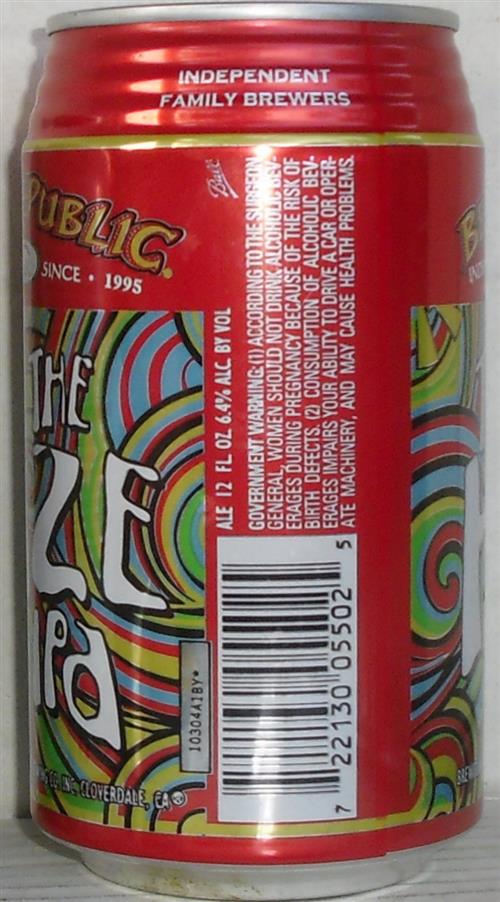 INDEPENDENT
FAMILY BREWERS
PUBLIC
SINCE • 1995
THE
ZE
Ball
ALE 12 FL OZ 6.4% ALC. BY VOL
GOVERNMENT WARNING: (1) ACCORDING TO THE SURGEON
GENERAL, WOMEN SHOULD NOT DRINK ALCOHOLIC BEV-
ERAGES DURING PREGNANCY BECAUSE OF THE RISK OF
BIRTH DEFECTS. (2) CONSUMPTION OF ALCOHOLIC BEV-
ERAGES IMPAIRS YOUR ABILITY TO DRIVE A CAR OR OPER-
ATE MACHINERY, AND MAY CAUSE HEALTH PROBLEMS.
10304A1BY*
7 22130 05502 5
CO. INC. CLOVERDALE, CA ®